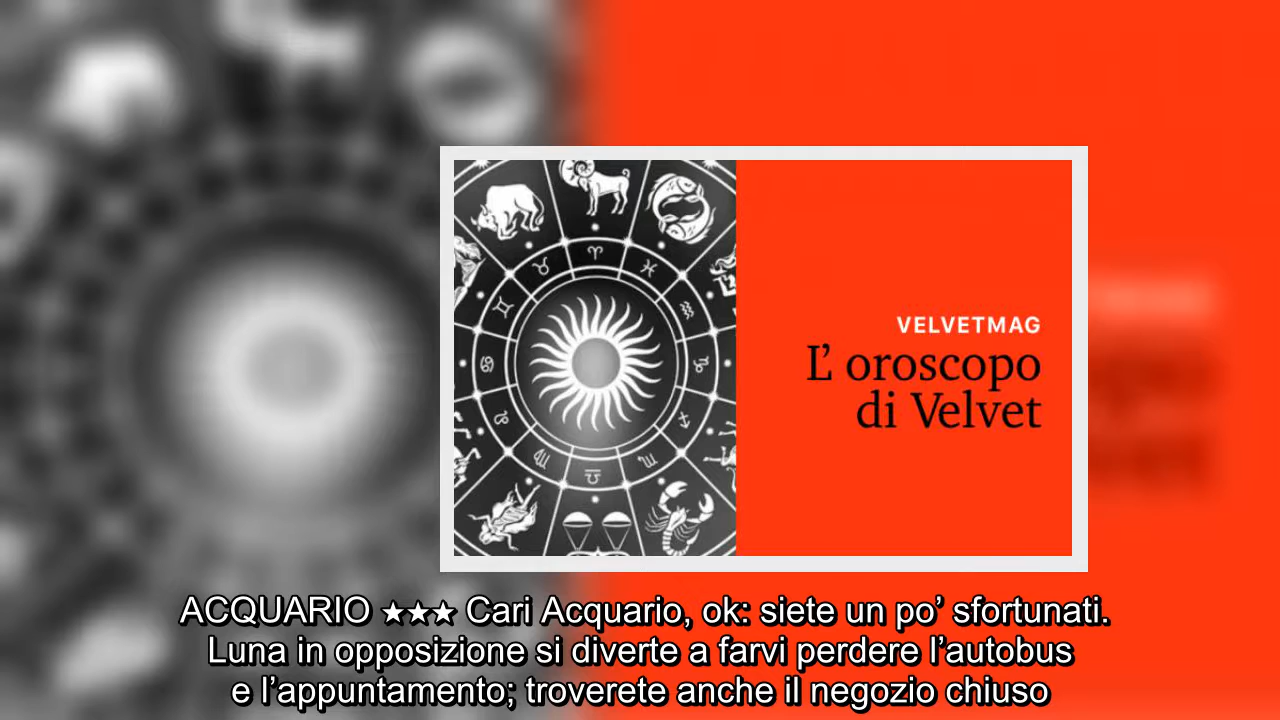 VELVETMAG
L’ oroscopo
di Velvet
ACQUARIO ★★★ Cari Acquario, ok: siete un po’ sfortunati.
Luna in opposizione si diverte a farvi perdere l’autobus
e l’appuntamento; troverete anche il negozio chiuso